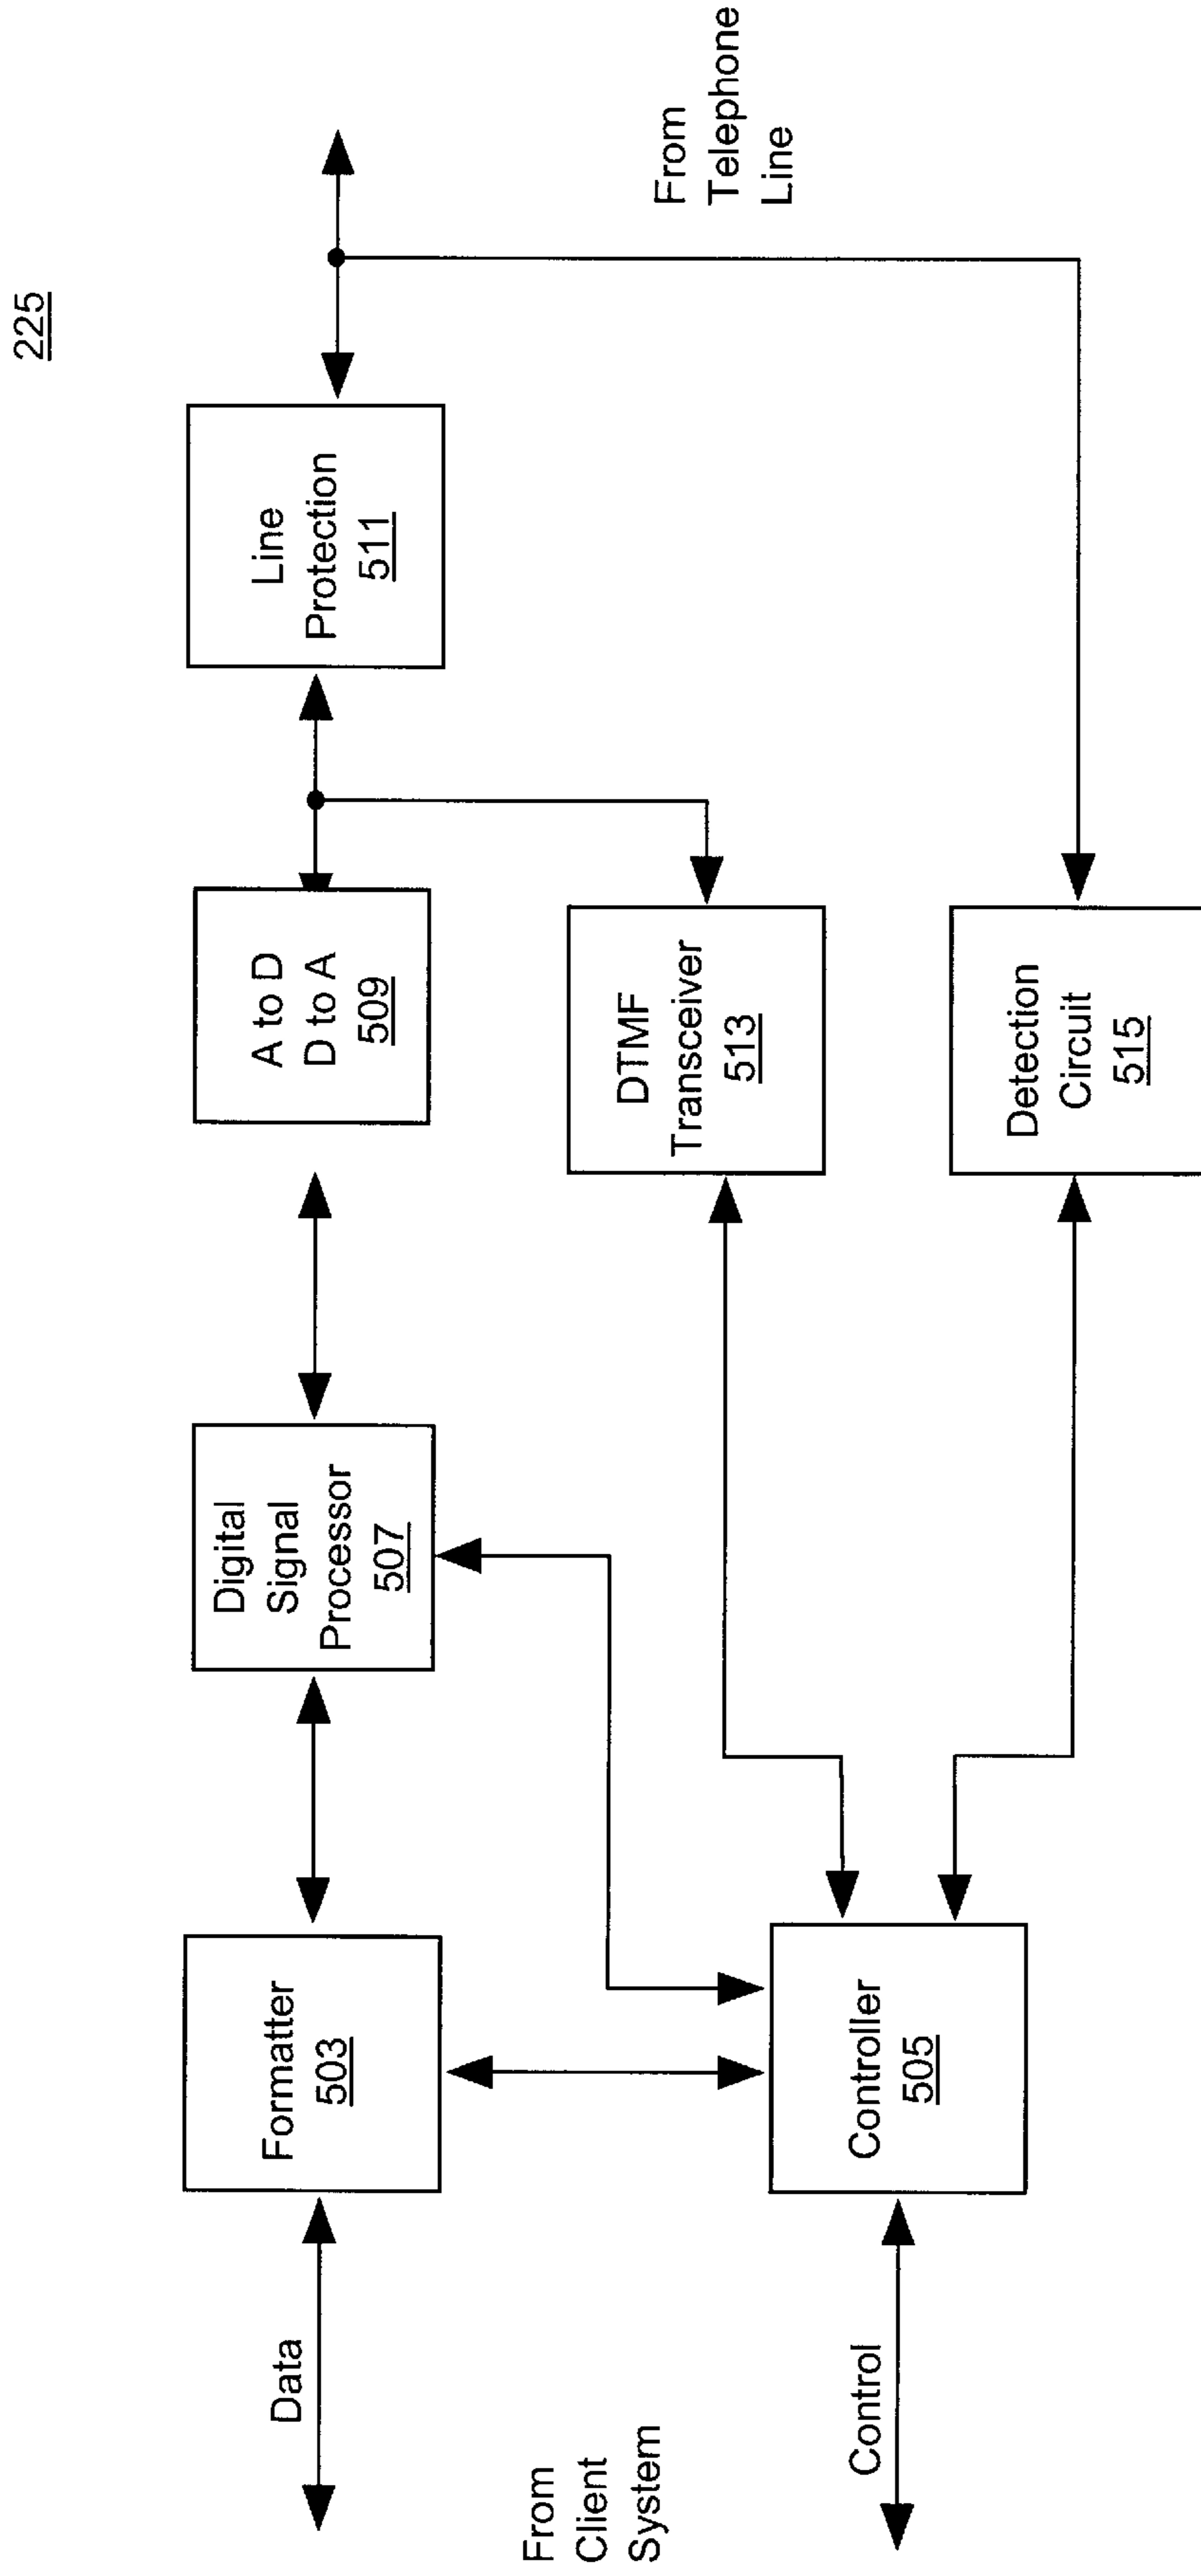 225
Data
Formatter
503
Digital
Signal
Processor
507
A to D
D to A
509
Line
Protection
511
From
Client
System
DTMF
Transceiver
513
From
Telephone
Line
Control
Controller
505
Detection
Circuit
515